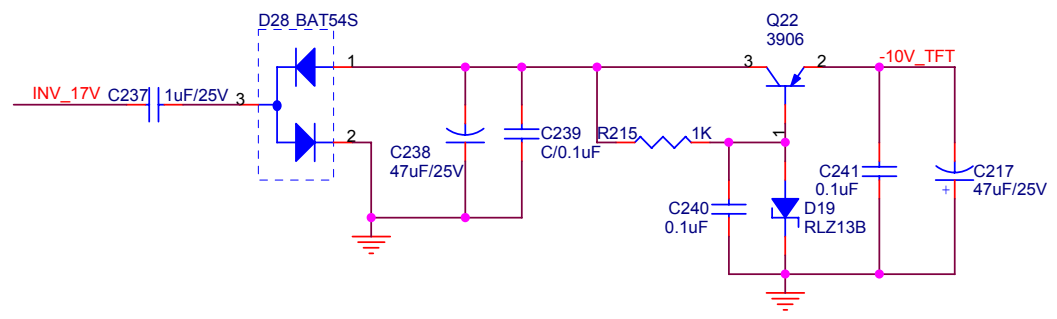 D28 BAT54S
Q22
3906
1
3
2
-10V_TFT
INV_17V
C237
1uF/25V
3
2
C238
47uF/25V
C239
C/0.1uF
R215
1K
1
C240
0.1uF
D19
RLZ13B
C241
0.1uF
C217
47uF/25V
+